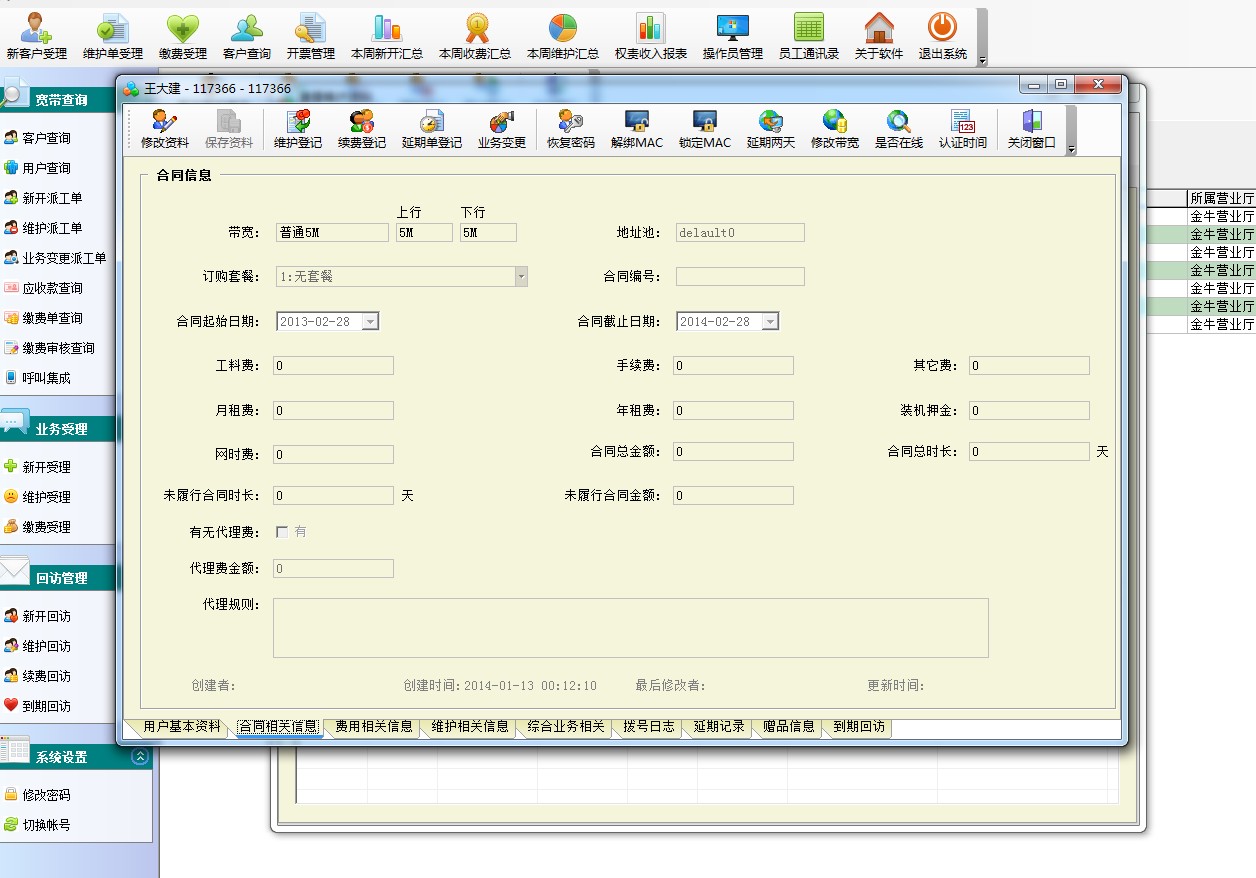 新客户受理 维护单受理 缴费受理 客户查询 开票管理 本周新开汇总 本周收费汇总 本周维护汇总 权责收入报表 操作员管理 员工通讯录 关于软件 退出系统
宽带查询
客户查询
用户查询
新开派工单
维护派工单
业务变更派工单
应收款查询
缴费单查询
缴费审核查询
呼叫集成
业务受理
新开受理
维护受理
缴费受理
回访管理
新开回访
维护回访
续费回访
到期回访
系统设置
修改密码
切换帐号
王大建 - 117366 - 117366
修改资料 保存资料 维护登记 续费登记 延期单登记 业务变更 恢复密码 解绑MAC 锁定MAC 延期两天 修改带宽 是否在线 认证时间 关闭窗口
合同信息
上行 下行
带宽: 普通5M 5M 5M 地址池: delault0
订购套餐: 1:无套餐 合同编号:
合同起始日期: 2013-02-28 合同截止日期: 2014-02-28
工料费: 0 手续费: 0 其它费: 0
月租费: 0 年租费: 0 装机押金: 0
网时费: 0 合同总金额: 0 合同总时长: 0 天
未履行合同时长: 0 天 未履行合同金额: 0
有无代理费: 有
代理费金额: 0
代理规则:
创建者: 创建时间:2014-01-13 00:12:10 最后修改者: 更新时间:
用户基本资料 合同相关信息 费用相关信息 维护相关信息 综合业务相关 拨号日志 延期记录 赠品信息 到期回访
所属营业厅
金牛营业厅
金牛营业厅
金牛营业厅
金牛营业厅
金牛营业厅
金牛营业厅
金牛营业厅